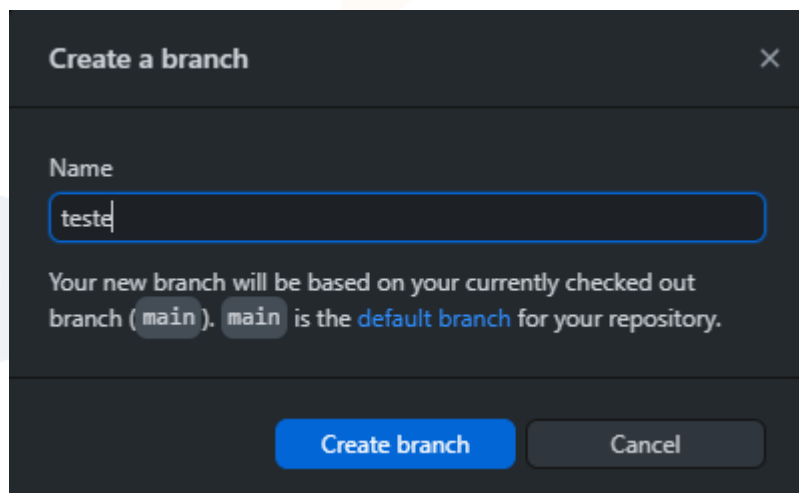 Create a branch
Name
teste
Your new branch will be based on your currently checked out
branch (main). main is the default branch for your repository.
Create branch
Cancel